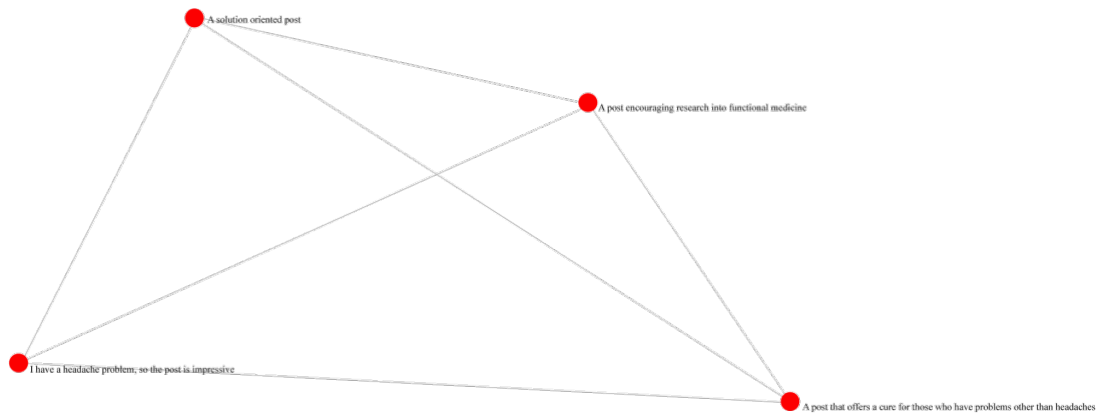 A solution oriented post
A post encouraging research into functional medicine
I have a headache problem, so the post is impressive
A post that offers a cure for those who have problems other than headaches